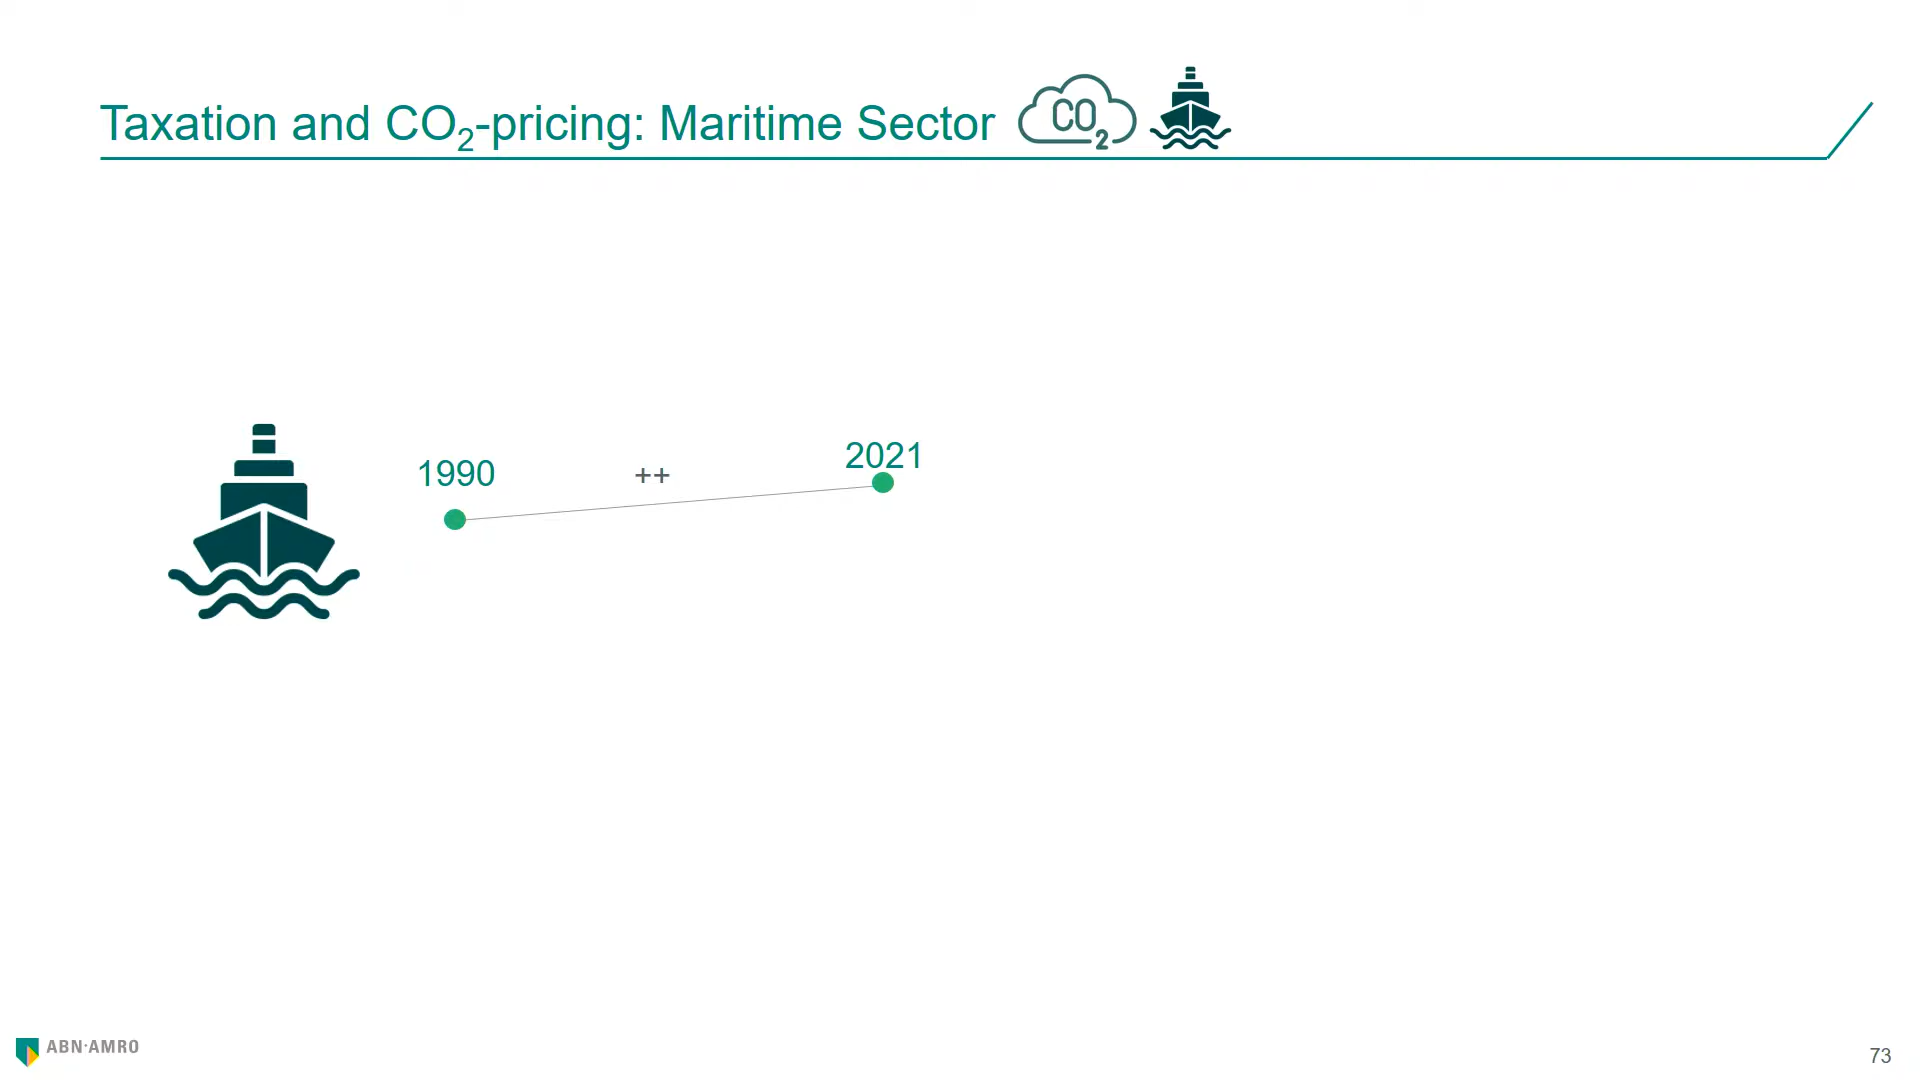 Taxation and CO₂-pricing: Maritime Sector
CO₂
1990
++
2021
ABN·AMRO
73